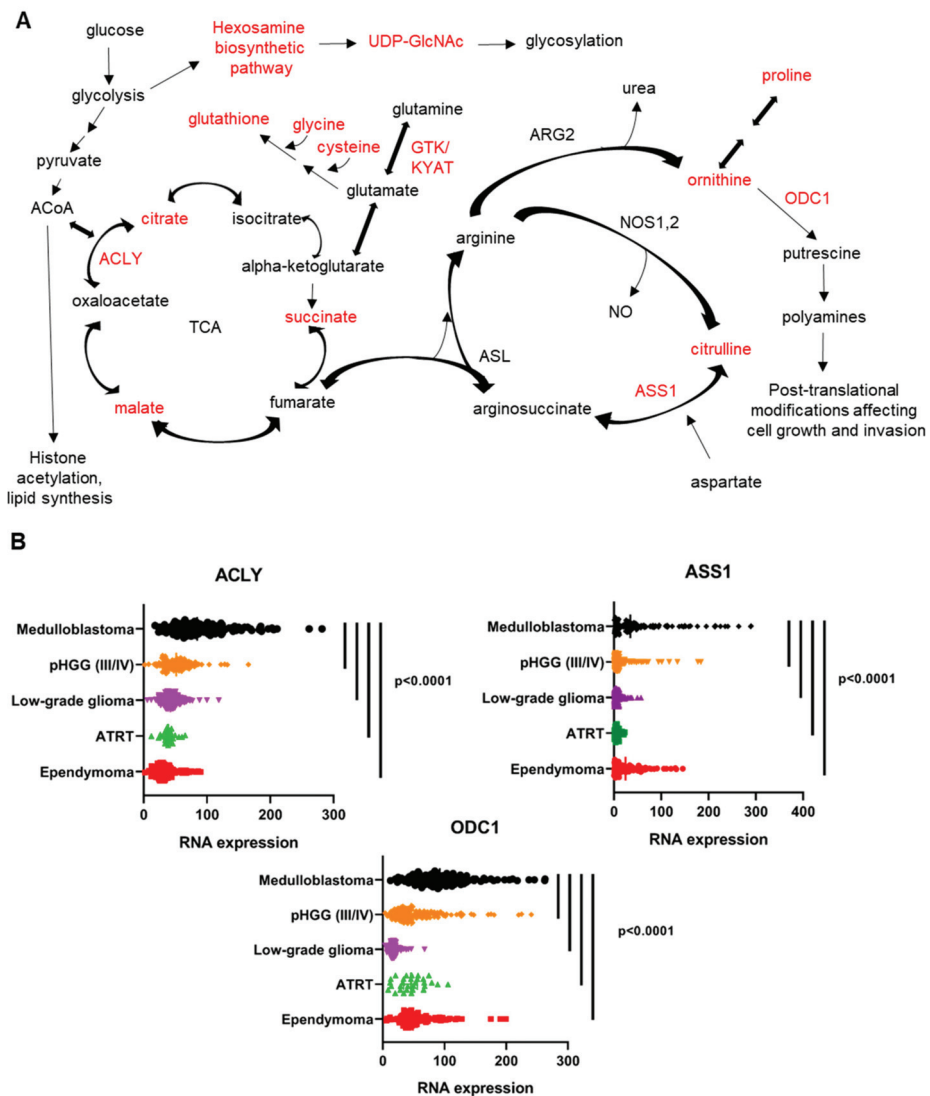 A
glucose
Hexosamine
biosynthetic
pathway
UDP-GlcNAc
glycosylation
glycolysis
proline
urea
glutathione
glycine
cysteine
glutamine
GTK/
KYAT
ARG2
pyruvate
glutamate
ornithine
ODC1
ACoA
citrate
isocitrate
arginine
NOS1,2
ACLY
alpha-ketoglutarate
putrescine
oxaloacetate
TCA
succinate
NO
polyamines
ASL
citrulline
malate
fumarate
arginosuccinate
ASS1
Post-translational
modifications affecting
cell growth and invasion
Histone
acetylation,
lipid synthesis
aspartate
B
ACLY
Medulloblastoma
pHGG (III/IV)
Low-grade glioma
ATRT
Ependymoma
p<0.0001
0 100 200 300
RNA expression
ASS1
Medulloblastoma
pHGG (III/IV)
Low-grade glioma
ATRT
Ependymoma
p<0.0001
0 100 200 300 400
RNA expression
ODC1
Medulloblastoma
pHGG (III/IV)
Low-grade glioma
ATRT
Ependymoma
p<0.0001
0 100 200 300
RNA expression